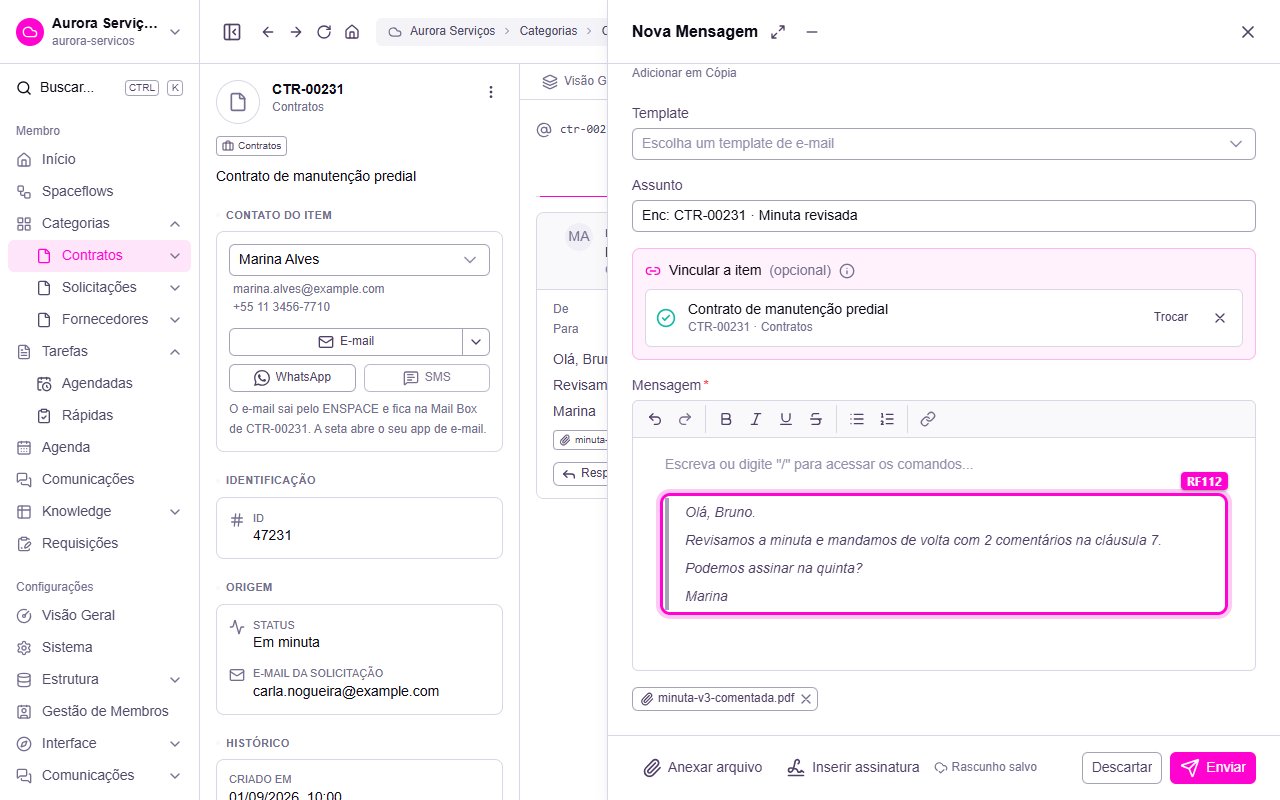 Aurora Serviç...
aurora-servicos
Buscar...
CTRL
K
Membro
Início
Spaceflows
Categorias
Contratos
Solicitações
Fornecedores
Tarefas
Agendadas
Rápidas
Agenda
Comunicações
Knowledge
Requisições
Configurações
Visão Geral
Sistema
Estrutura
Gestão de Membros
Interface
Comunicações
Aurora Serviços
Categorias
CTR-00231
Contratos
Contratos
Contrato de manutenção predial
CONTATO DO ITEM
Marina Alves
marina.alves@example.com
+55 11 3456-7710
E-mail
WhatsApp
SMS
O e-mail sai pelo ENSPACE e fica na Mail Box
de CTR-00231. A seta abre o seu app de e-mail.
IDENTIFICAÇÃO
ID
47231
ORIGEM
STATUS
Em minuta
E-MAIL DA SOLICITAÇÃO
carla.nogueira@example.com
HISTÓRICO
CRIADO EM
01/09/2026, 10:00
Visão G
ctr-002
MA
De
Para
Olá, Brun
Revisam
Marina
minuta-
Resp
Nova Mensagem
Adicionar em Cópia
Template
Escolha um template de e-mail
Assunto
Enc: CTR-00231 · Minuta revisada
Vincular a item (opcional)
Contrato de manutenção predial
CTR-00231 · Contratos
Trocar
Mensagem*
Escreva ou digite "/" para acessar os comandos...
RF112
Olá, Bruno.
Revisamos a minuta e mandamos de volta com 2 comentários na cláusula 7.
Podemos assinar na quinta?
Marina
minuta-v3-comentada.pdf
Anexar arquivo
Inserir assinatura
Rascunho salvo
Descartar
Enviar